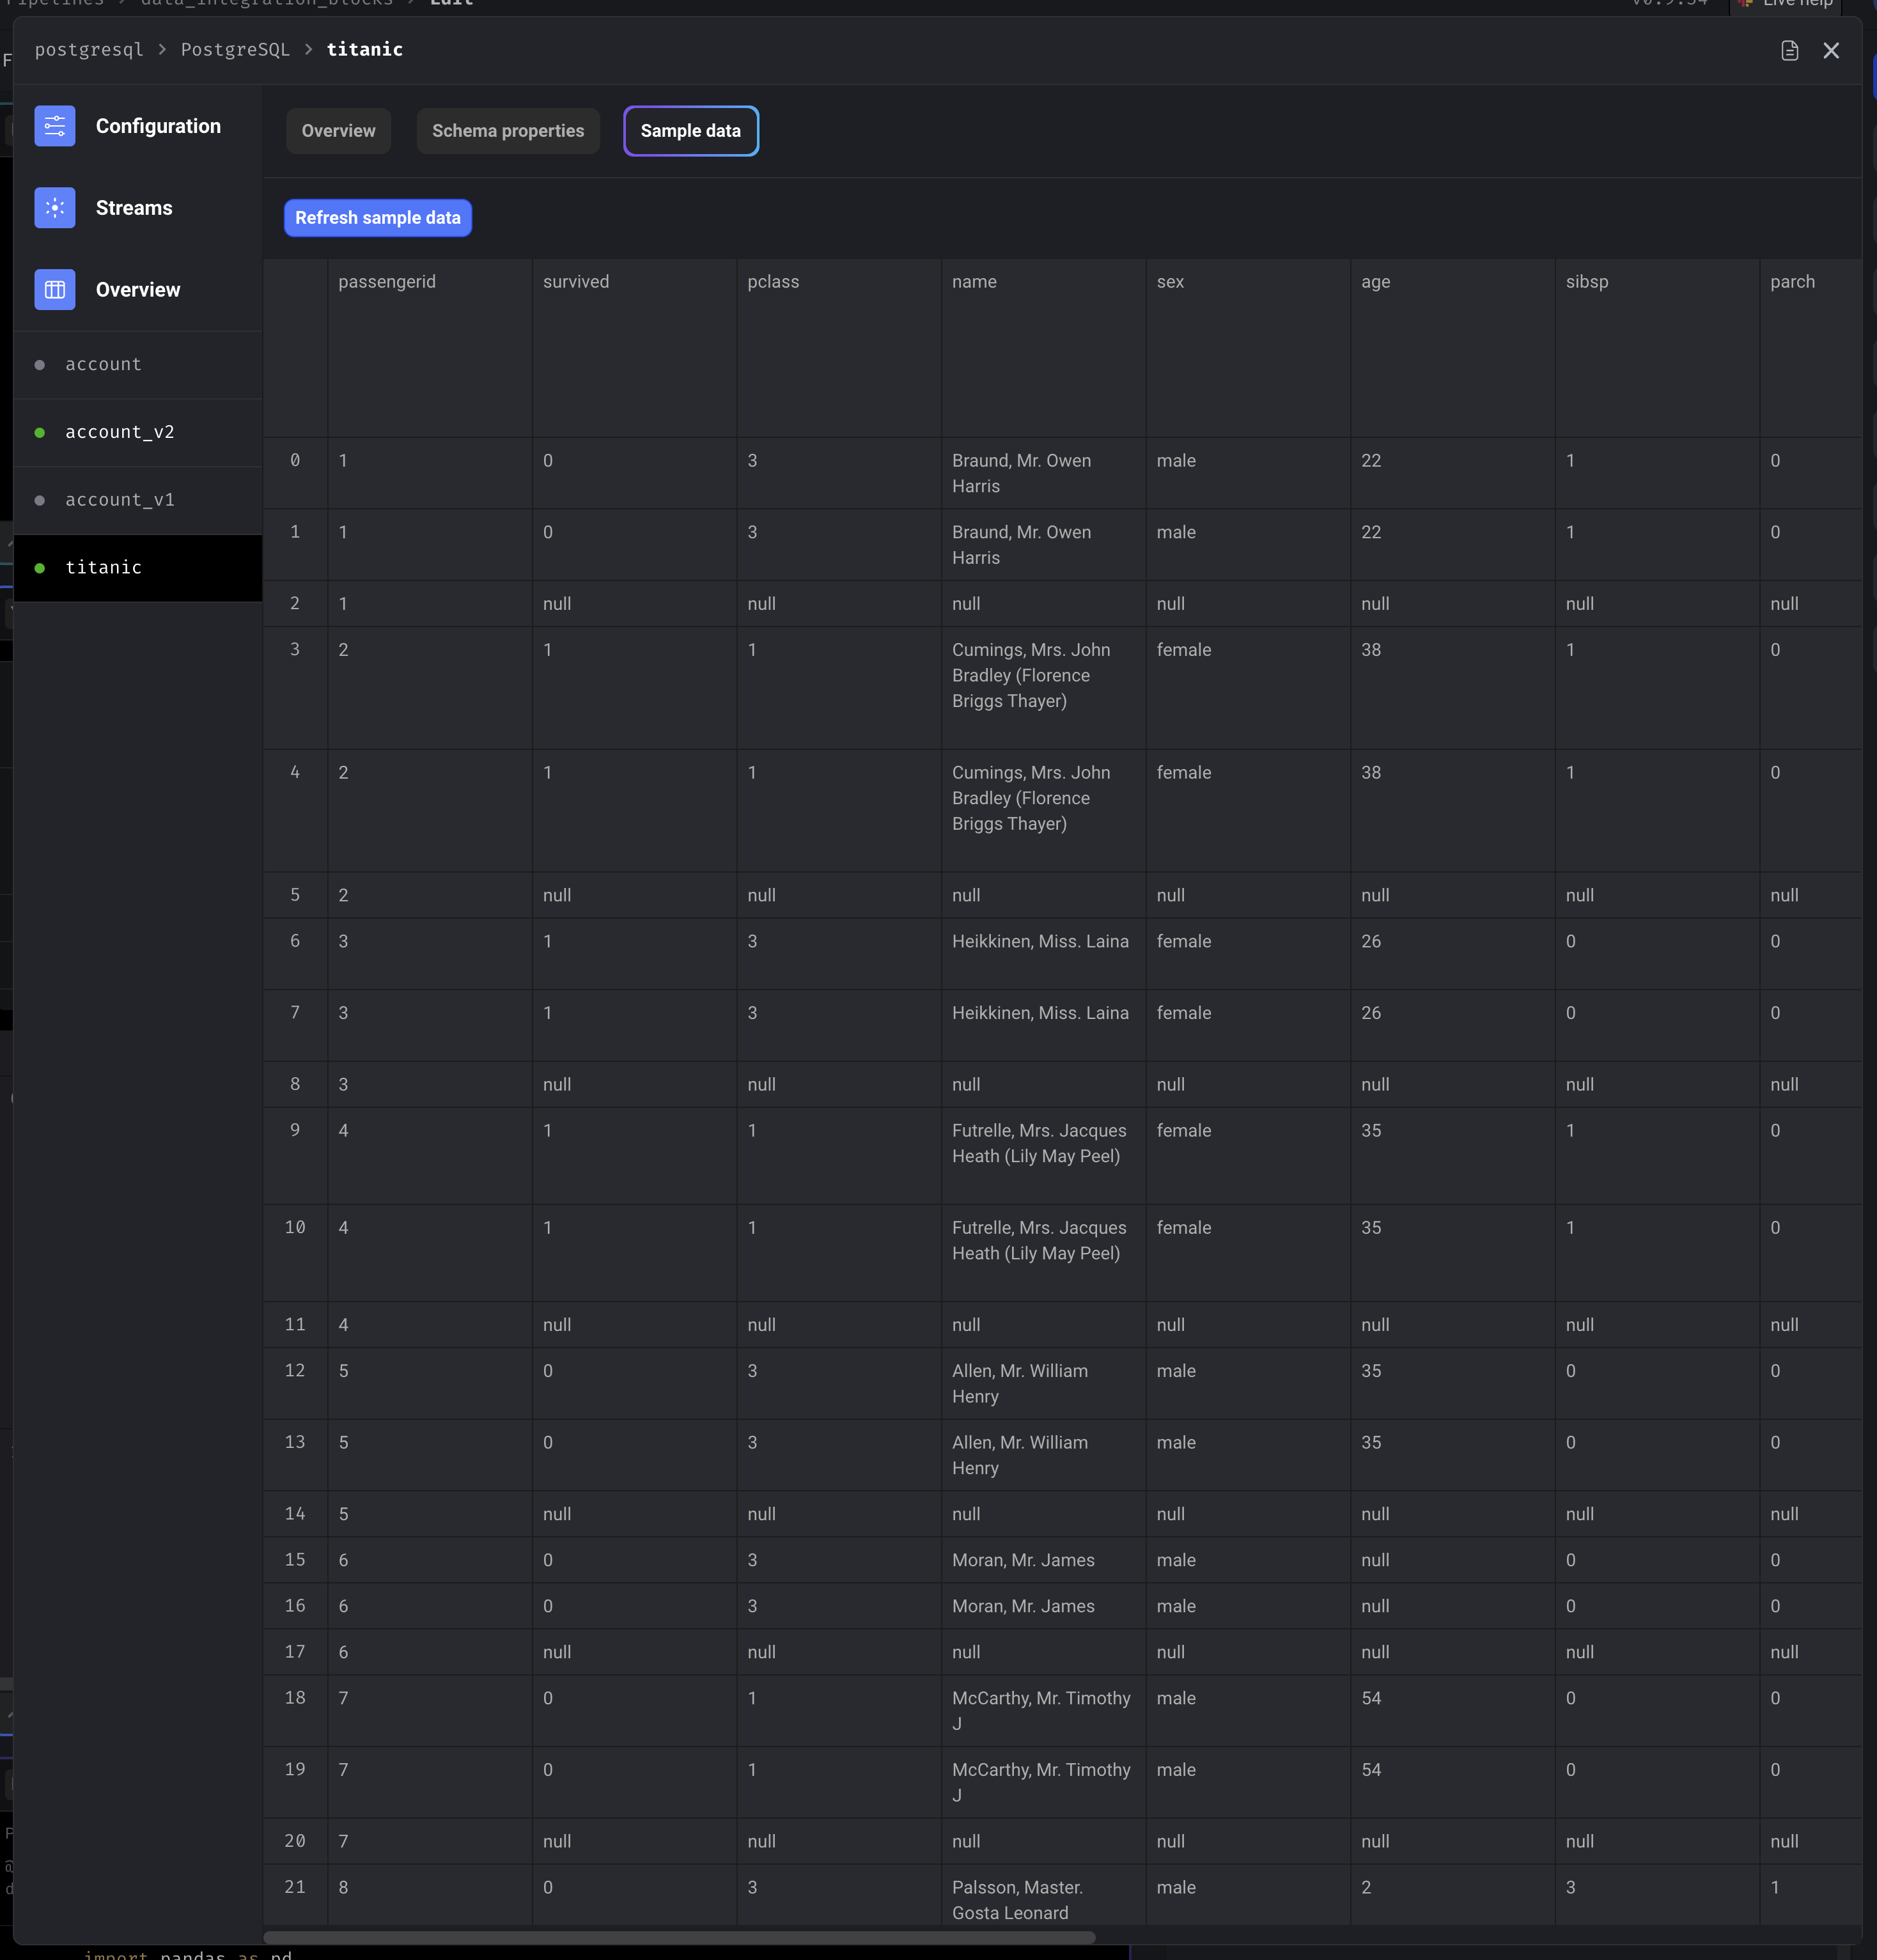 Pipelines > data_integration_blocks > Edit
Live help
postgresql > PostgreSQL > titanic
Configuration
Streams
Overview
account
account_v2
account_v1
titanic
Overview Schema properties Sample data
Refresh sample data
passengerid survived pclass name sex age sibsp parch
0 1 0 3 Braund, Mr. Owen male 22 1 0
Harris
1 1 0 3 Braund, Mr. Owen male 22 1 0
Harris
2 1 null null null null null null null
3 2 1 1 Cumings, Mrs. John female 38 1 0
Bradley (Florence
Briggs Thayer)
4 2 1 1 Cumings, Mrs. John female 38 1 0
Bradley (Florence
Briggs Thayer)
5 2 null null null null null null null
6 3 1 3 Heikkinen, Miss. Laina female 26 0 0
7 3 1 3 Heikkinen, Miss. Laina female 26 0 0
8 3 null null null null null null null
9 4 1 1 Futrelle, Mrs. Jacques female 35 1 0
Heath (Lily May Peel)
10 4 1 1 Futrelle, Mrs. Jacques female 35 1 0
Heath (Lily May Peel)
11 4 null null null null null null null
12 5 0 3 Allen, Mr. William male 35 0 0
Henry
13 5 0 3 Allen, Mr. William male 35 0 0
Henry
14 5 null null null null null null null
15 6 0 3 Moran, Mr. James male null 0 0
16 6 0 3 Moran, Mr. James male null 0 0
17 6 null null null null null null null
18 7 0 1 McCarthy, Mr. Timothy male 54 0 0
J
19 7 0 1 McCarthy, Mr. Timothy male 54 0 0
J
20 7 null null null null null null null
21 8 0 3 Palsson, Master. male 2 3 1
Gosta Leonard
import pandas as pd